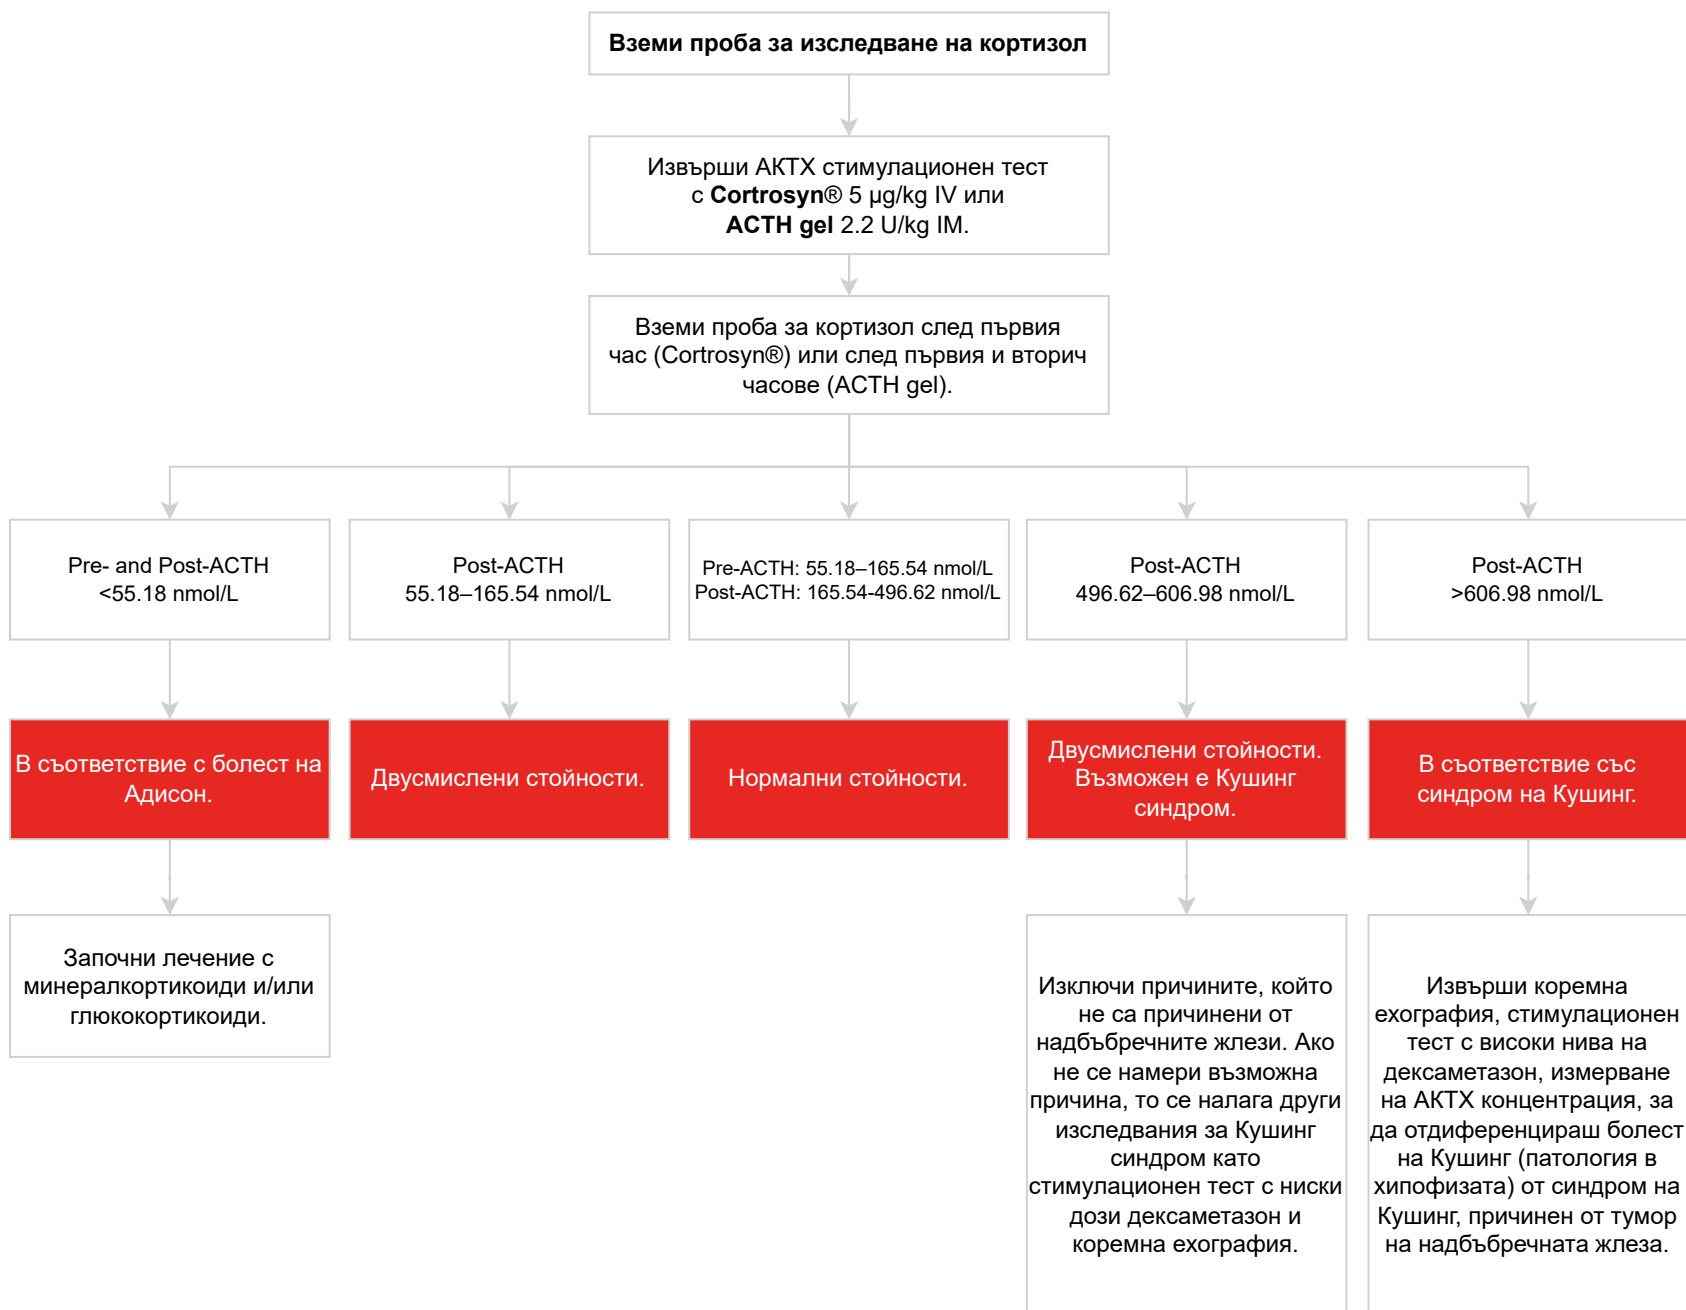 Вземи проба за изследване на кортизол
Извърши АКТХ стимулационен тест
с Cortrosyn® 5 µg/kg IV или
ACTH gel 2.2 U/kg IM.
Вземи проба за кортизол след първия
час (Cortrosyn®) или след първия и вторич
часове (ACTH gel).
Pre- and Post-ACTH
<55.18 nmol/L
Post-ACTH
55.18–165.54 nmol/L
Pre-ACTH: 55.18–165.54 nmol/L
Post-ACTH: 165.54-496.62 nmol/L
Post-ACTH
496.62–606.98 nmol/L
Post-ACTH
>606.98 nmol/L
В съответствие с болест на
Адисон.
Двусмислени стойности.
Нормални стойности.
Двусмислени стойности.
Възможен е Кушинг
синдром.
В съответствие със
синдром на Кушинг.
Започни лечение с
минералкортикоиди и/или
глюкокортикоиди.
Изключи причините, който
не са причинени от
надбъбречните жлези. Ако
не се намери възможна
причина, то се налага други
изследвания за Кушинг
синдром като
стимулационен тест с ниски
дози дексаметазон и
коремна ехография.
Извърши коремна
ехография, стимулационен
тест с високи нива на
дексаметазон, измерване
на АКТХ концентрация, за
да отдиференцираш болест
на Кушинг (патология в
хипофизата) от синдром на
Кушинг, причинен от тумор
на надбъбречната жлеза.